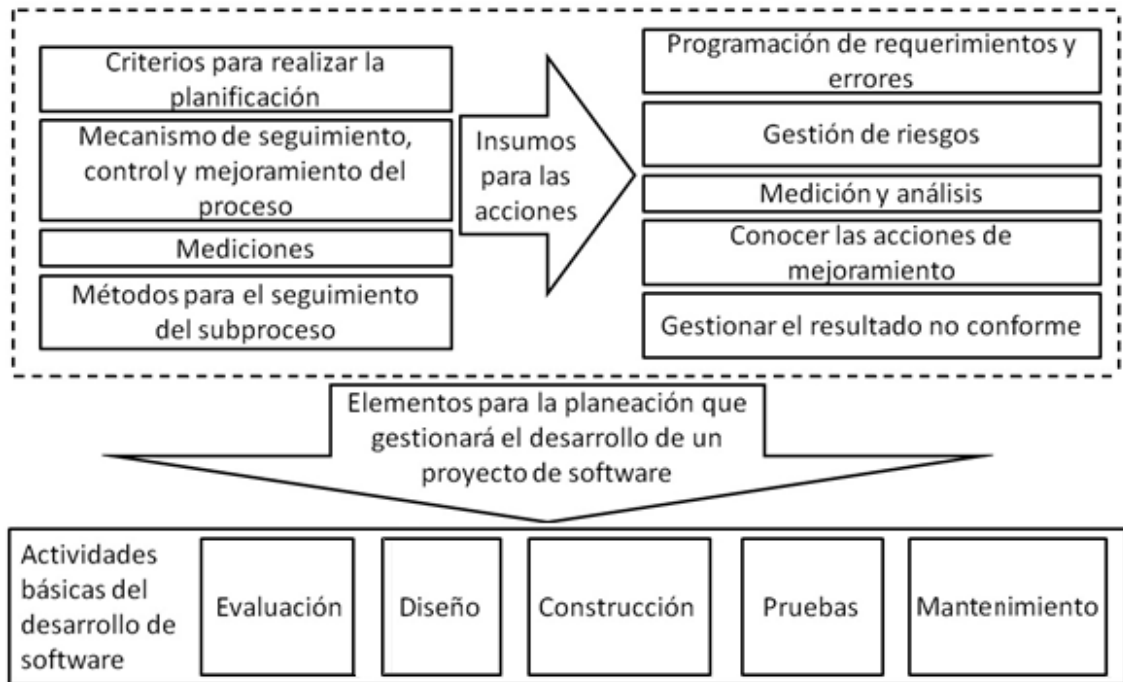 Criterios para realizar la
planificación
Mecanismo de seguimiento,
control y mejoramiento del
proceso
Mediciones
Métodos para el seguimiento
del subproceso
Insumos
para las
acciones
Programación de requerimientos y
errores
Gestión de riesgos
Medición y análisis
Conocer las acciones de
mejoramiento
Gestionar el resultado no conforme
Elementos para la planeación que
gestionará el desarrollo de un
proyecto de software
Actividades
básicas del
desarrollo de
software
Evaluación
Diseño
Construcción
Pruebas
Mantenimiento